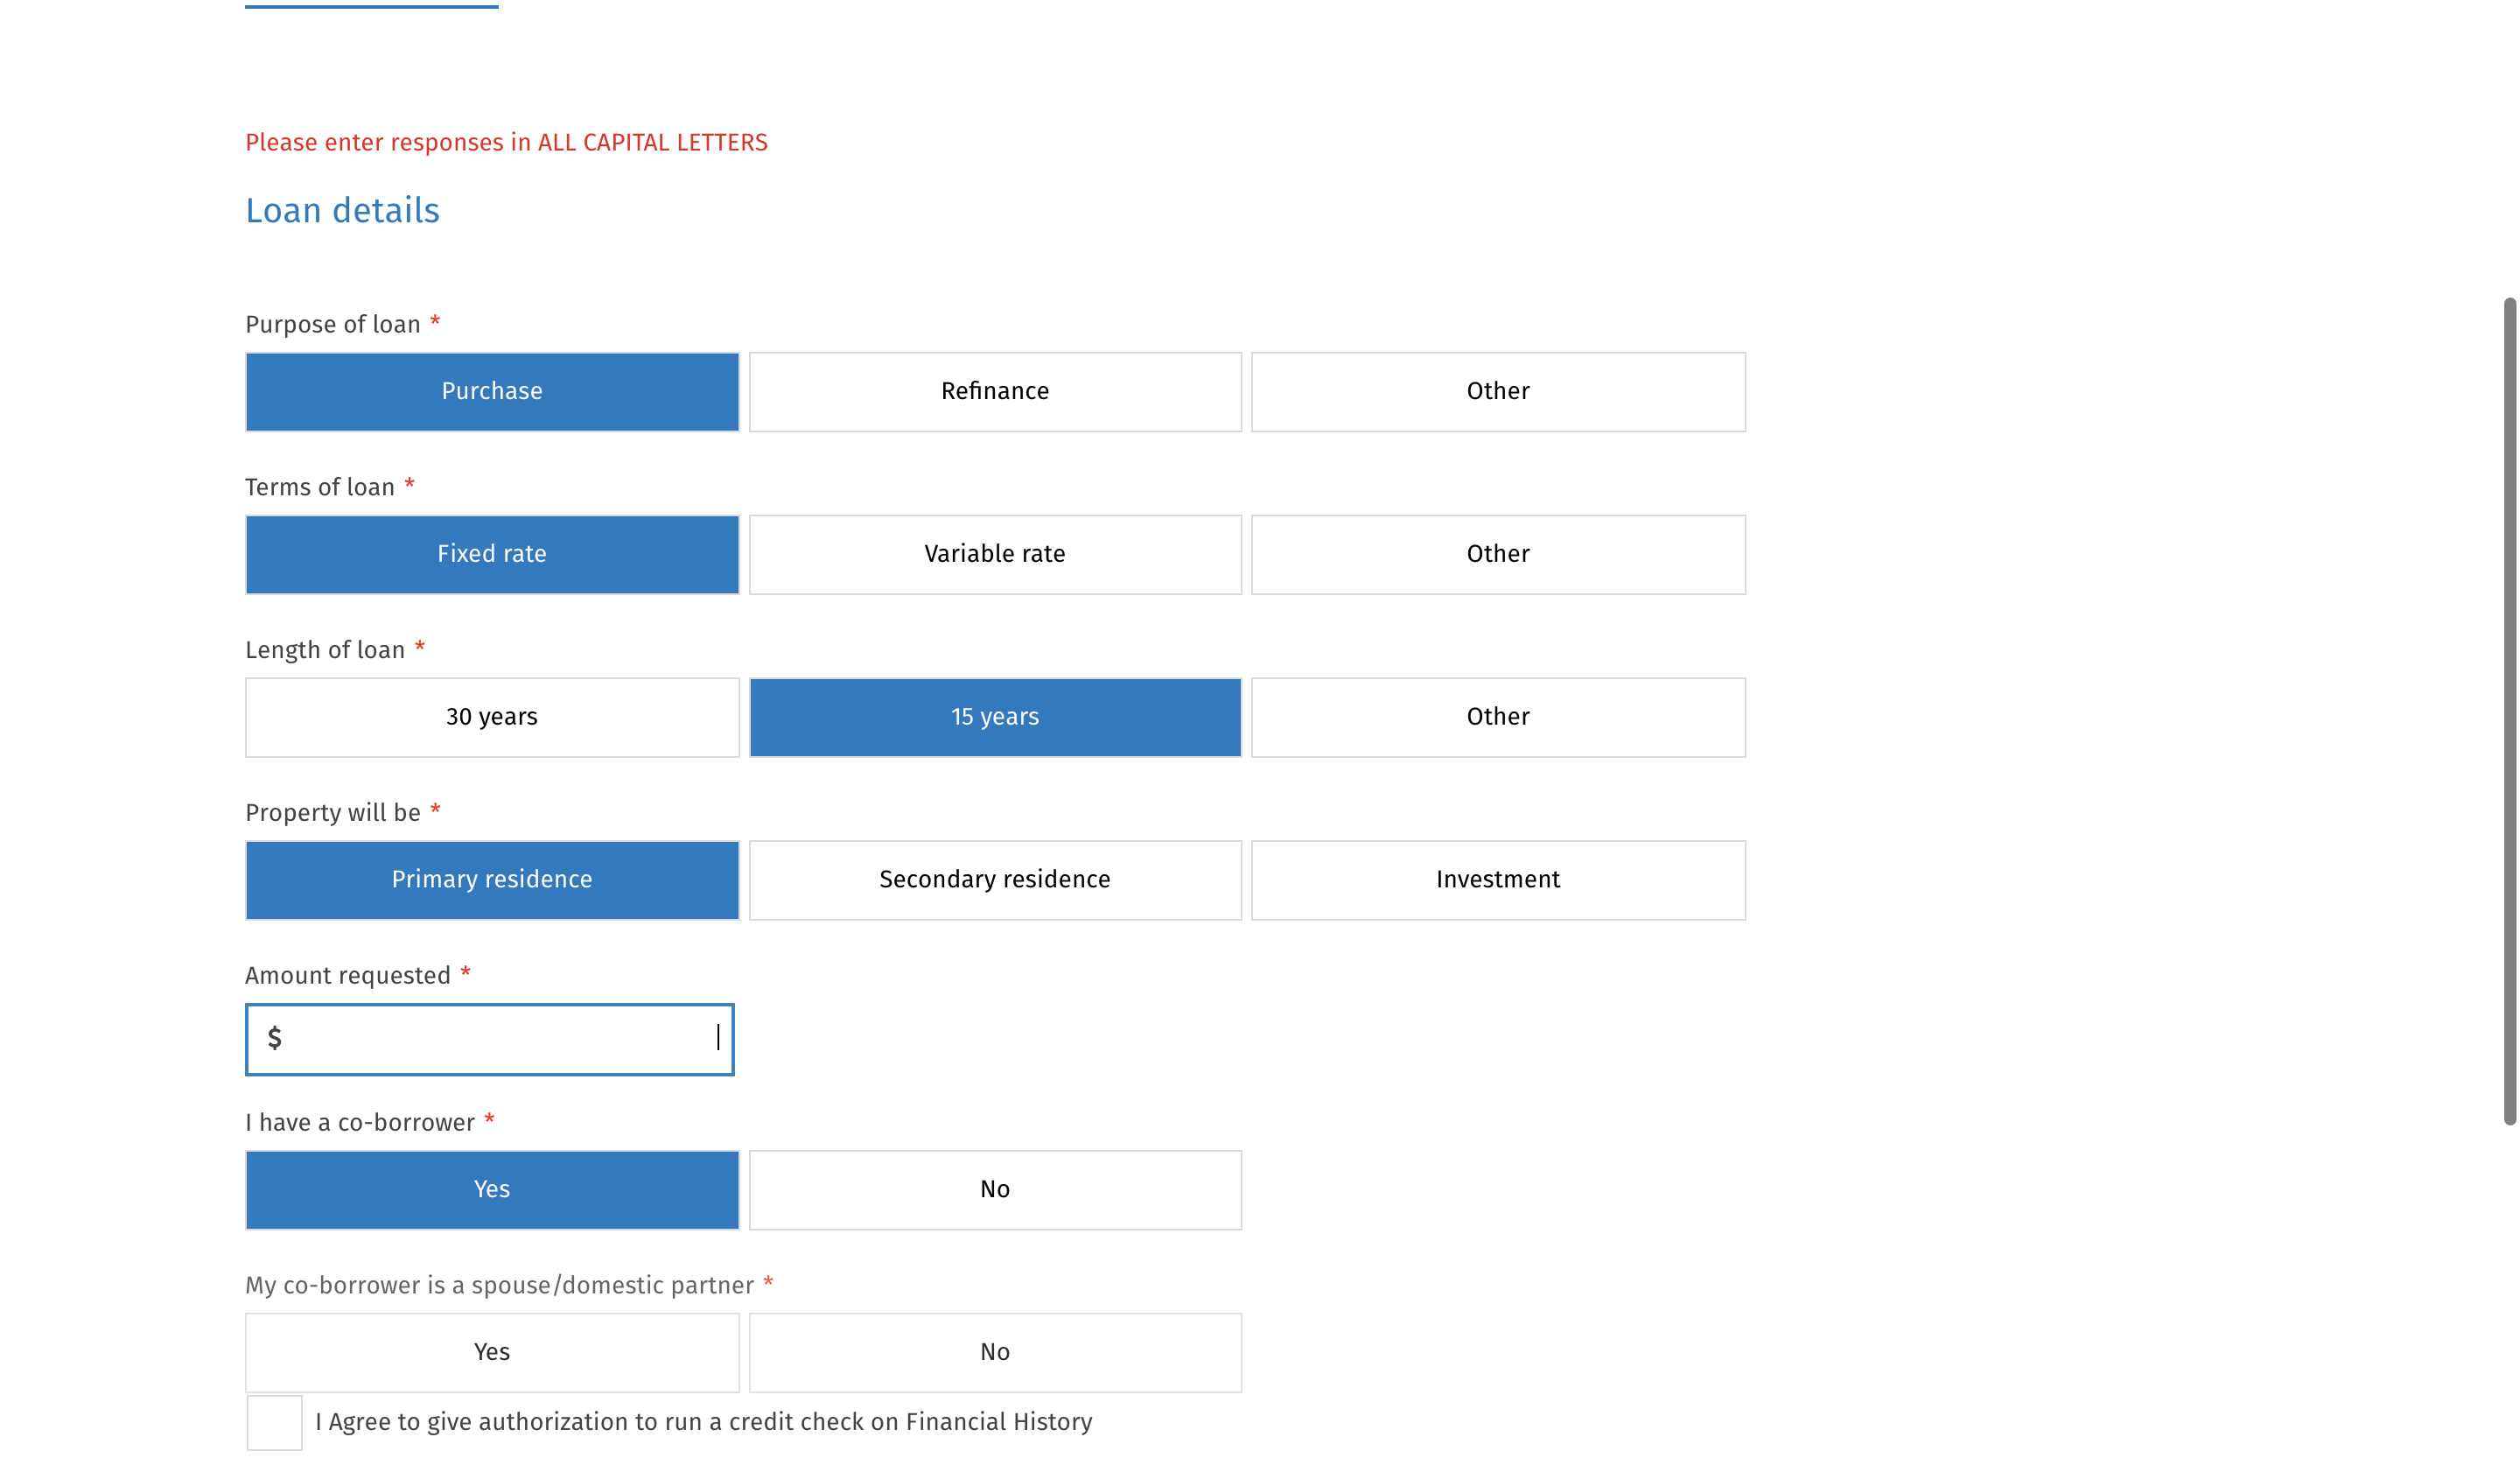 Please enter responses in ALL CAPITAL LETTERS
Loan details
Purpose of loan *
Purchase Refinance Other
Terms of loan *
Fixed rate Variable rate Other
Length of loan *
30 years 15 years Other
Property will be *
Primary residence Secondary residence Investment
Amount requested *
$
I have a co-borrower *
Yes No
My co-borrower is a spouse/domestic partner *
Yes No
I Agree to give authorization to run a credit check on Financial History